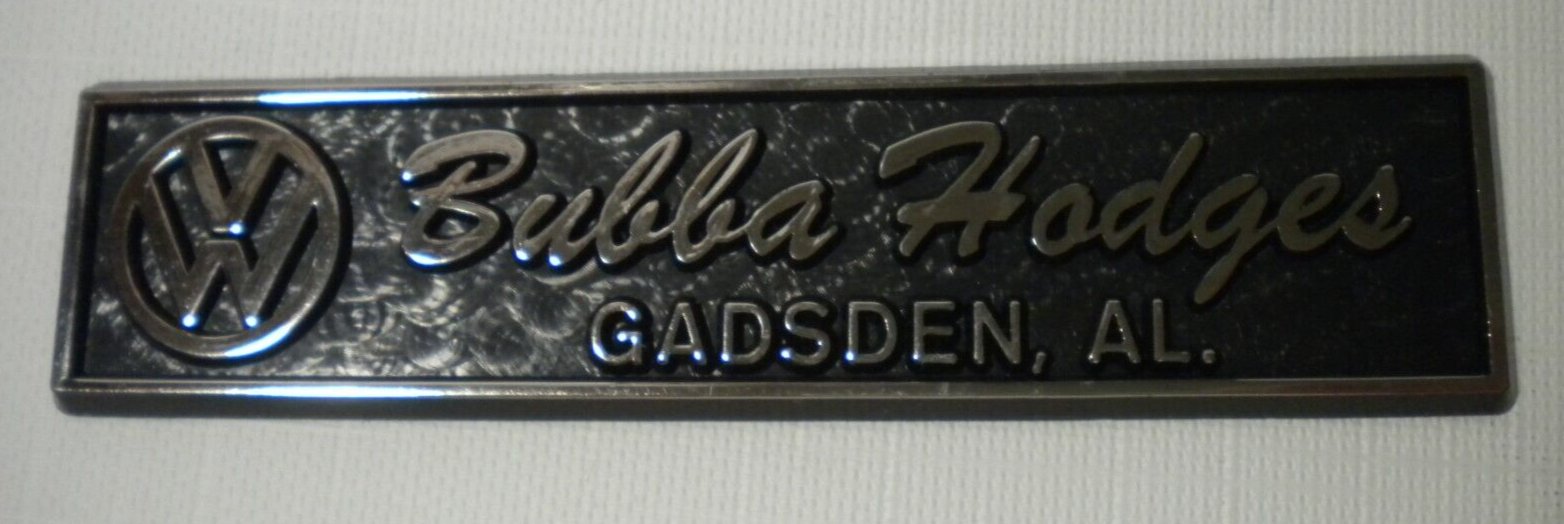 VW
Bubba Hodges
GADSDEN, AL.